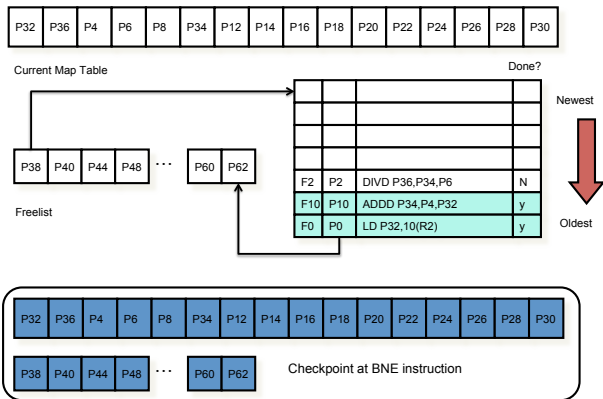 P32 P36 P4 P6 P8 P34 P12 P14 P16 P18 P20 P22 P24 P26 P28 P30
Current Map Table
Done?
Newest
P38 P40 P44 P48 ... P60 P62
Freelist
F2 P2 DIVD P36,P34,P6 N
F10 P10 ADDD P34,P4,P32 y
F0 P0 LD P32,10(R2) y
Oldest
P32 P36 P4 P6 P8 P34 P12 P14 P16 P18 P20 P22 P24 P26 P28 P30
P38 P40 P44 P48 ... P60 P62
Checkpoint at BNE instruction